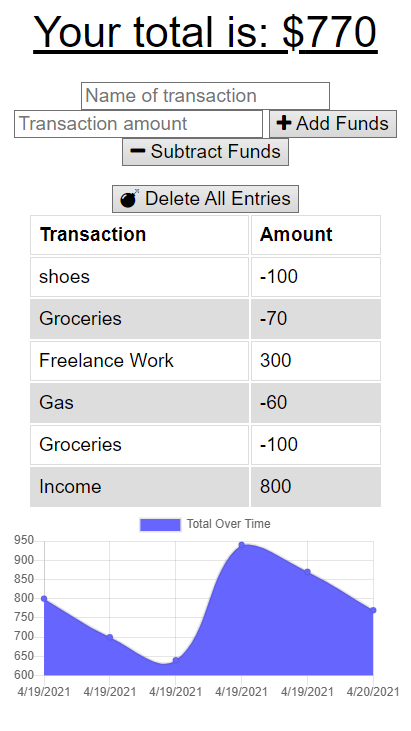 Your total is: $770
Name of transaction
Transaction amount Add Funds
Subtract Funds
Delete All Entries
Transaction Amount
shoes -100
Groceries -70
Freelance Work 300
Gas -60
Groceries -100
Income 800
Total Over Time
950
900
850
800
750
700
650
600
4/19/2021 4/19/2021 4/19/2021 4/19/2021 4/19/2021 4/20/2021